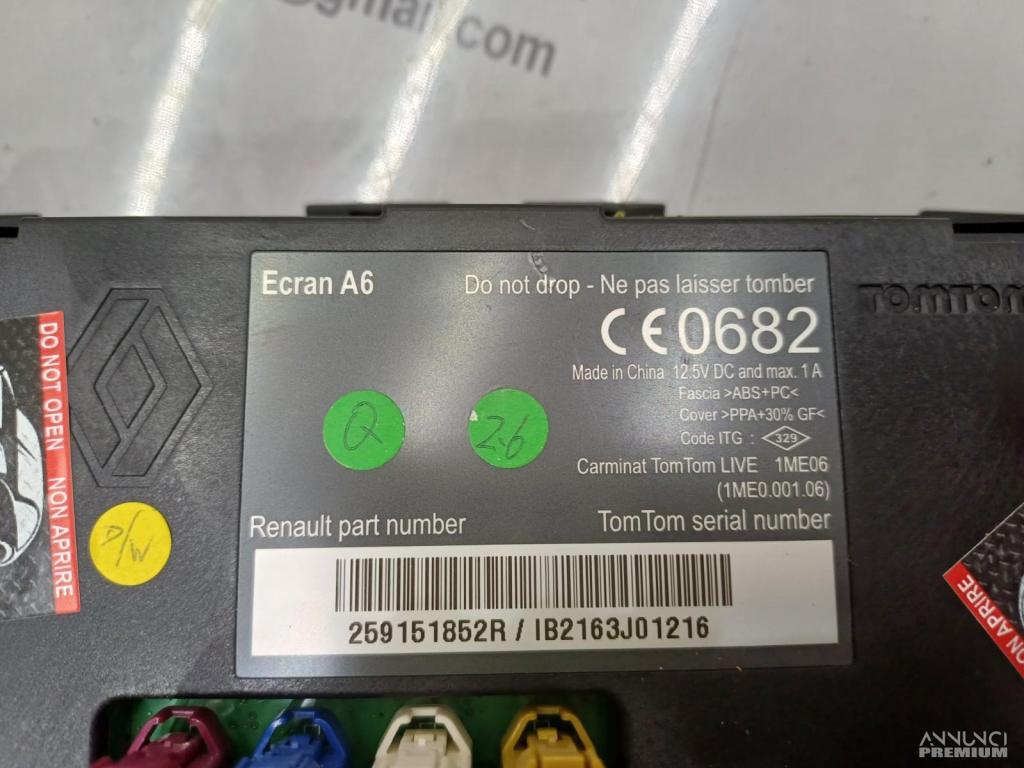 @gmail.com
Ecran A6
Do not drop - Ne pas laisser tomber
CE 0682
TOMTOM
Made in China 12.5V DC and max. 1 A
Fascia >ABS+PC<
Cover >PPA+30% GF<
Code ITG : 329
Carminat TomTom LIVE 1ME06
(1ME0.001.06)
Q
2.6
DO NOT OPEN NON APRIRE
D/W
Renault part number
TomTom serial number
259151852R / IB2163J01216
NON APRIRE
ANNUNCI
PREMIUM